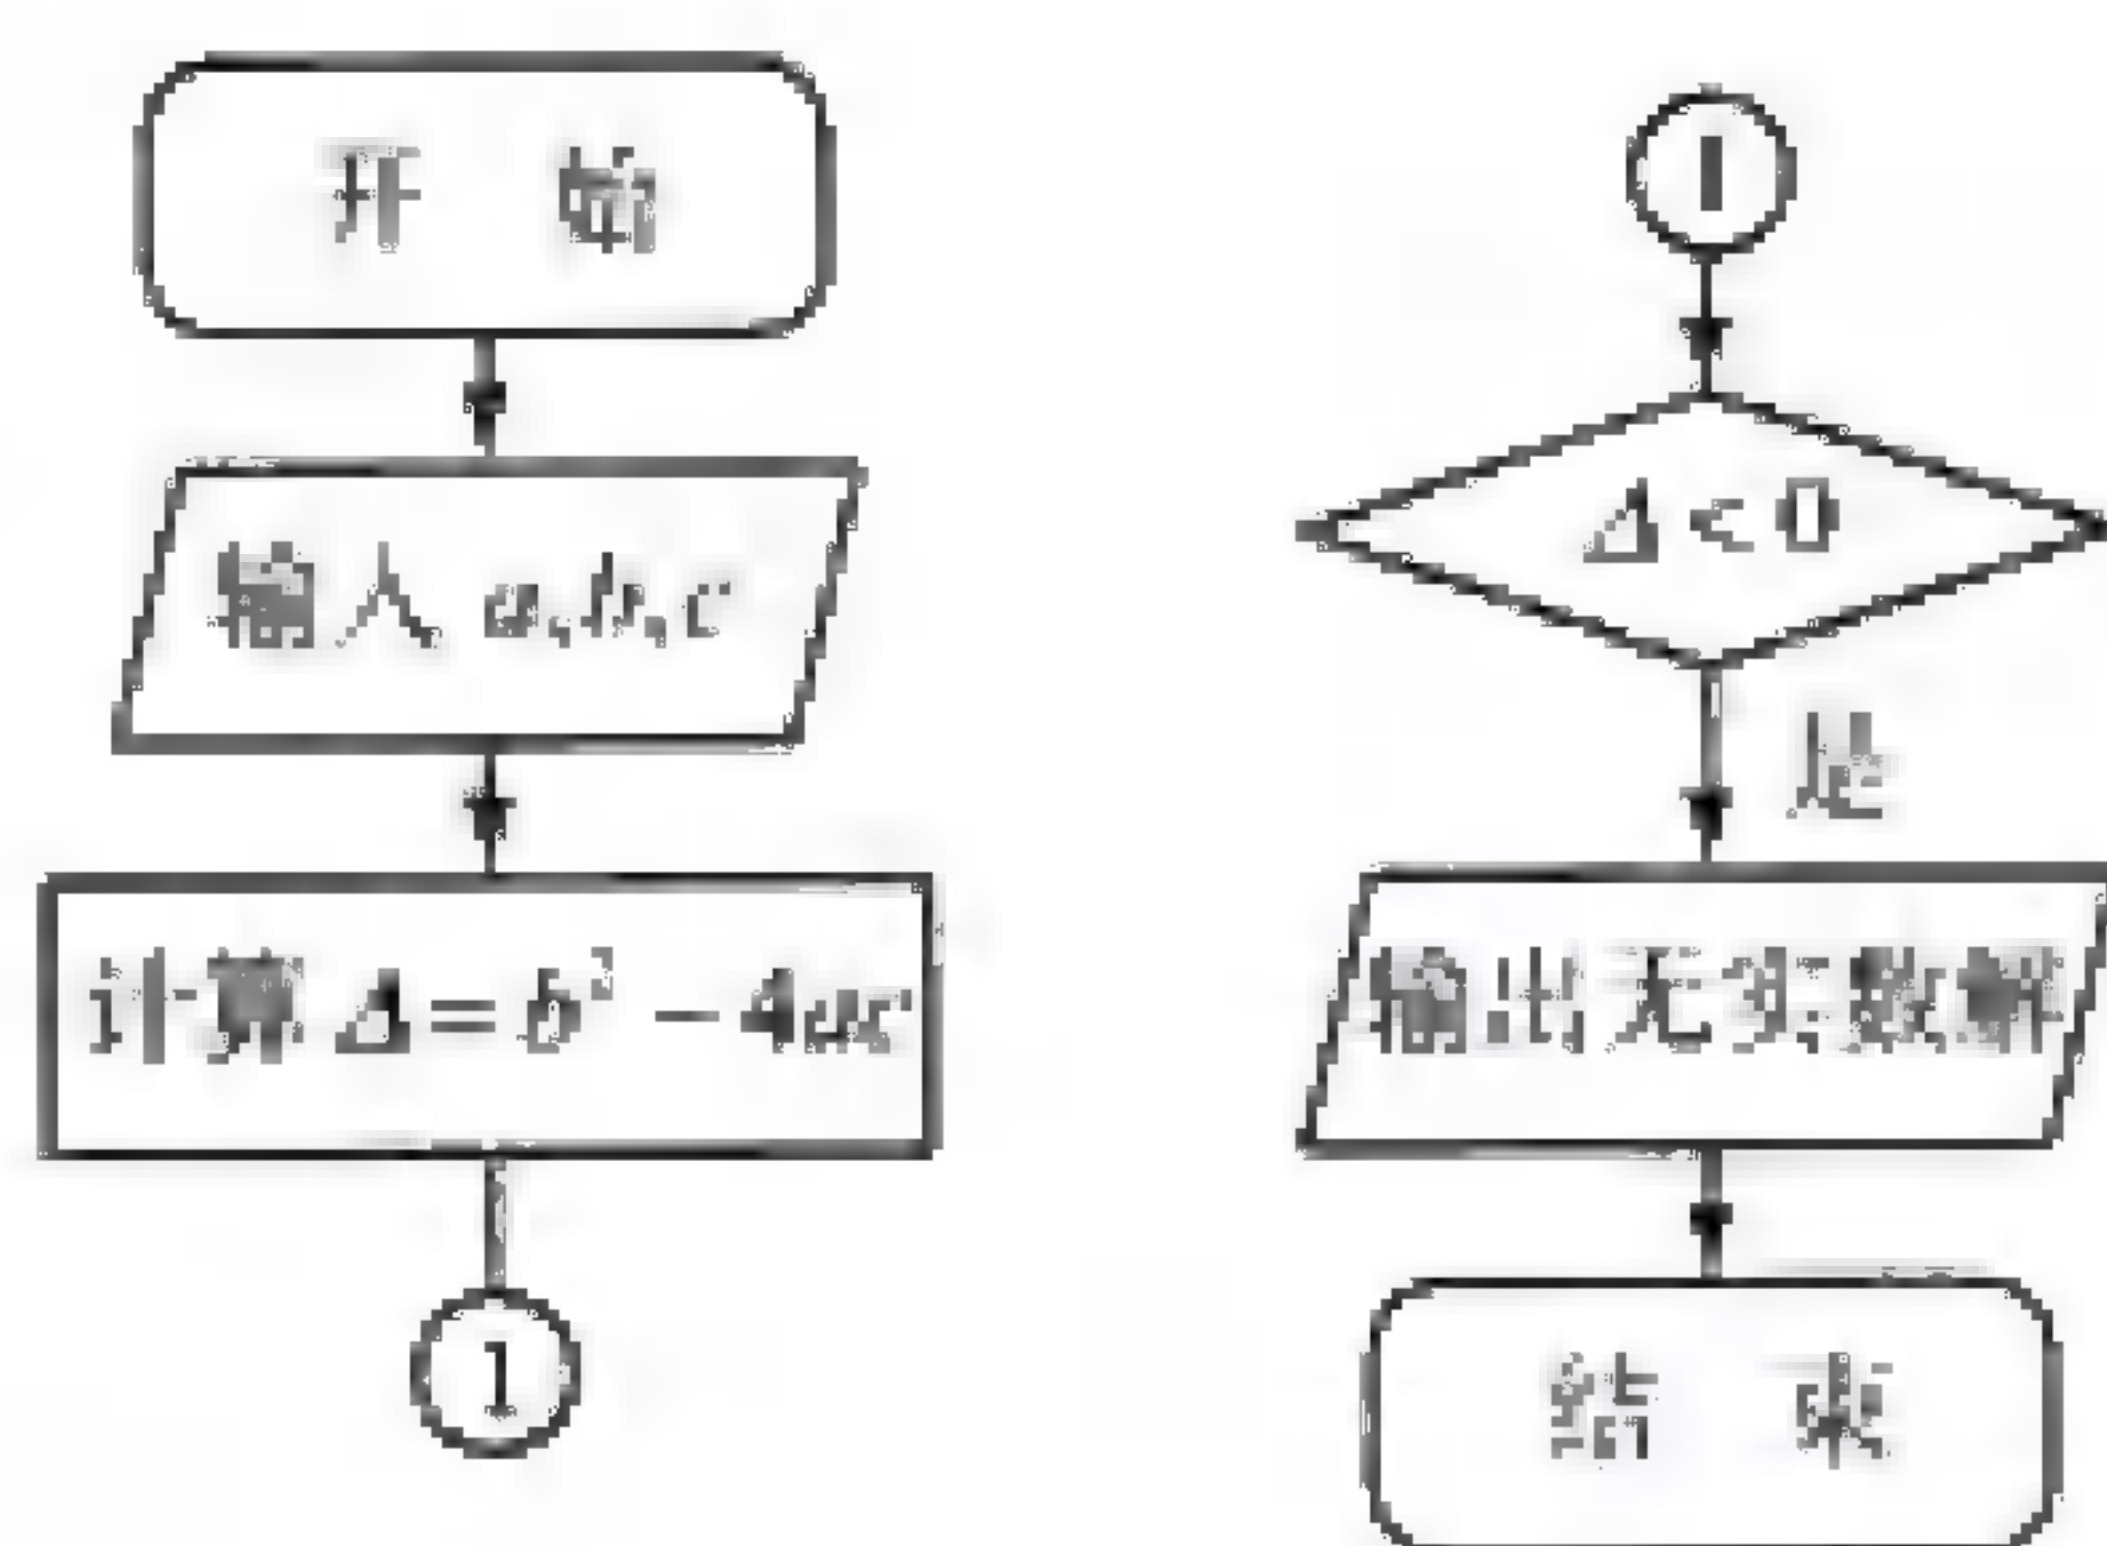 开 始
输入 a,b,c
计算 Δ=b² －4ac
1
1
Δ<0
是
输出无实数解
结 束